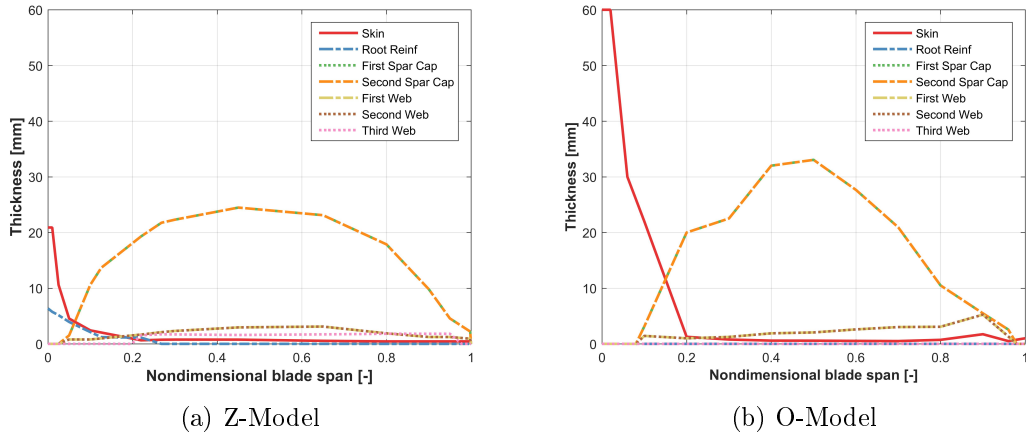 60
50
40
30
20
10
0
Thickness [mm]
Skin
Root Reinf
First Spar Cap
Second Spar Cap
First Web
Second Web
Third Web
0 0.2 0.4 0.6 0.8 1
Nondimensional blade span [-]
(a) Z-Model
60
50
40
30
20
10
0
Thickness [mm]
Skin
Root Reinf
First Spar Cap
Second Spar Cap
First Web
Second Web
Third Web
0 0.2 0.4 0.6 0.8 1
Nondimensional blade span [-]
(b) O-Model